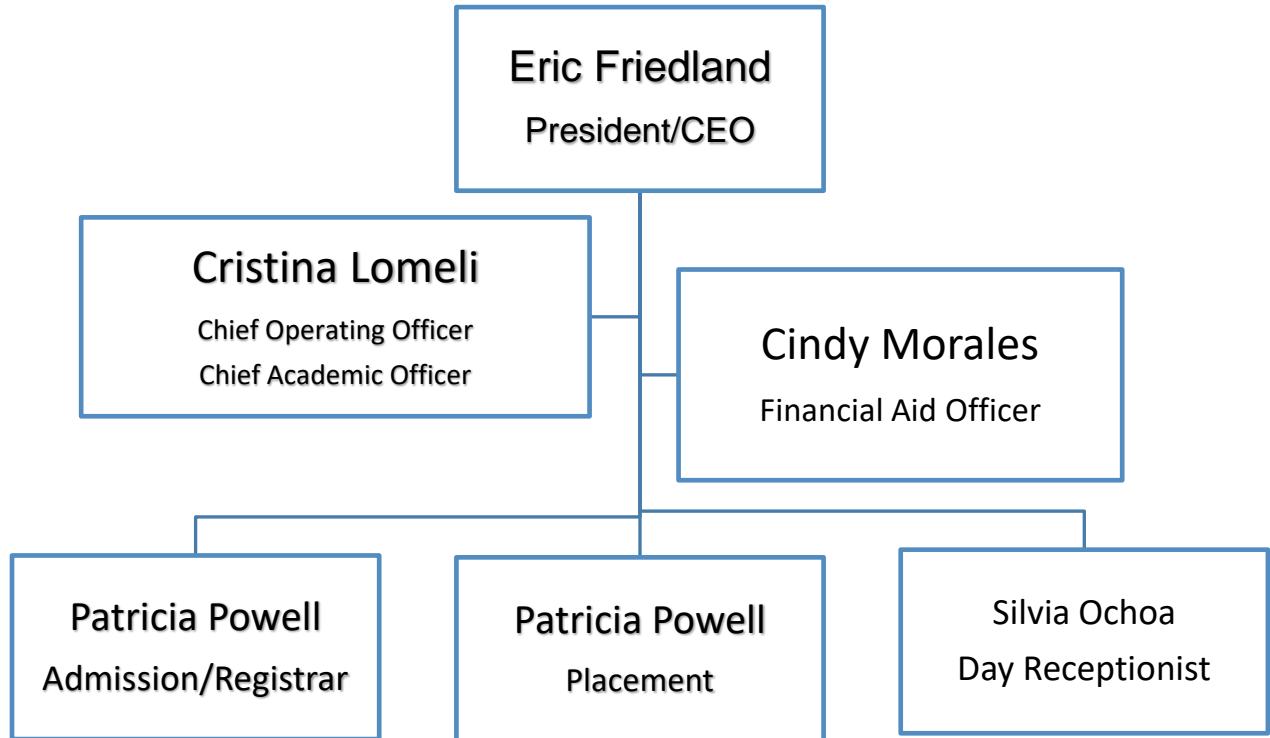 Eric Friedland
President/CEO
Cristina Lomeli
Chief Operating Officer
Chief Academic Officer
Cindy Morales
Financial Aid Officer
Patricia Powell
Admission/Registrar
Patricia Powell
Placement
Silvia Ochoa
Day Receptionist